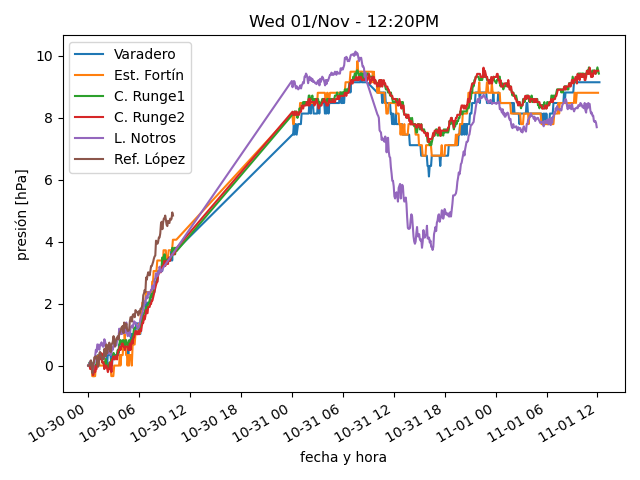 Wed 01/Nov - 12:20PM
presión [hPa]
10
8
6
4
2
0
Varadero
Est. Fortín
C. Runge1
C. Runge2
L. Notros
Ref. López
10-30 00
10-30 06
10-30 12
10-30 18
10-31 00
10-31 06
10-31 12
10-31 18
11-01 00
11-01 06
11-01 12
fecha y hora